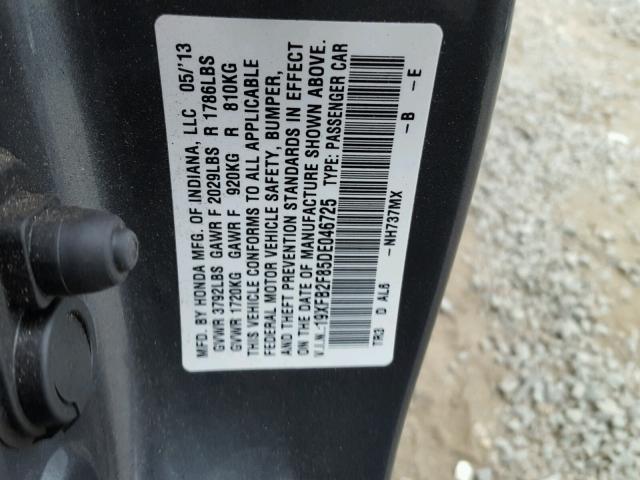 MFD. BY HONDA MFG. OF INDIANA, LLC 05/'13
GVWR 3792LBS GAWR F 2029LBS R 1786LBS
GVWR 1720KG GAWR F 920KG R 810KG
THIS VEHICLE CONFORMS TO ALL APPLICABLE
FEDERAL MOTOR VEHICLE SAFETY, BUMPER,
AND THEFT PREVENTION STANDARDS IN EFFECT
ON THE DATE OF MANUFACTURE SHOWN ABOVE.
V.I.N.:19XFB2F85DE046725 TYPE: PASSENGER CAR
NH737MX - B - E
TR3 D AL6